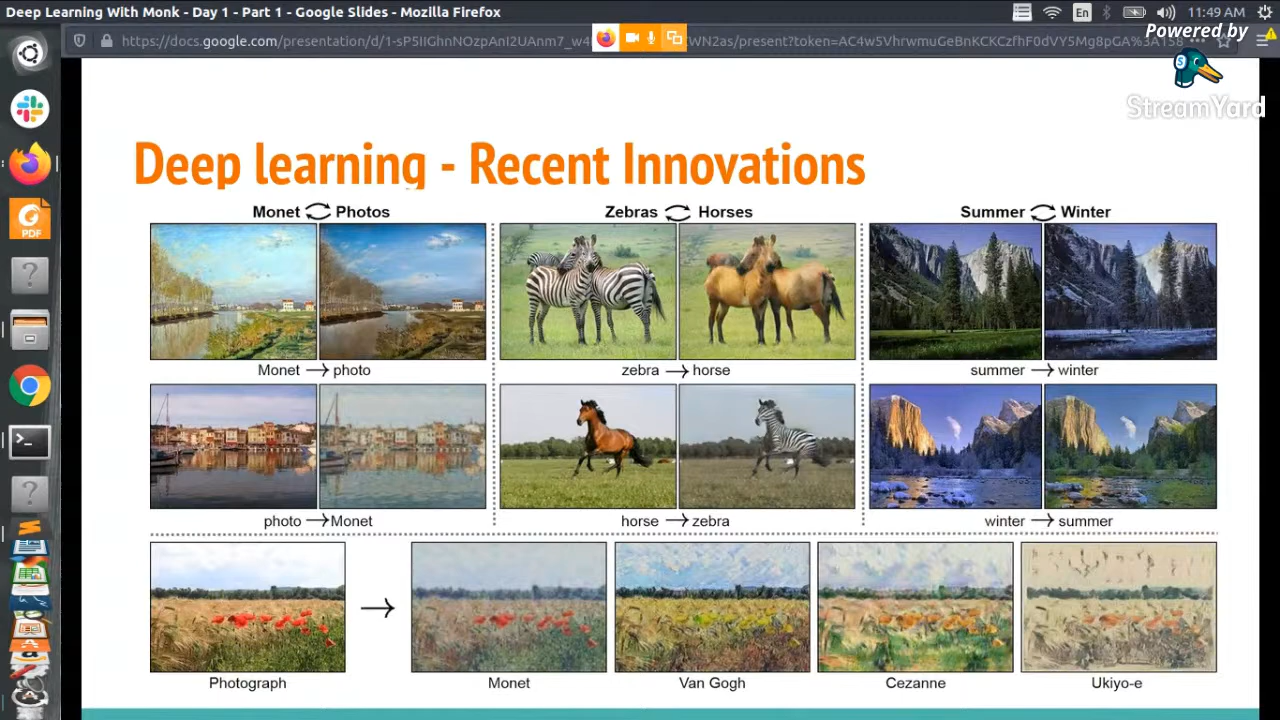 Deep Learning With Monk - Day 1 - Part 1 - Google Slides - Mozilla Firefox
En
11:49 AM
Powered by
StreamYard
PDF
Deep learning - Recent Innovations
Monet Photos
Zebras Horses
Summer Winter
Monet → photo
zebra → horse
summer → winter
photo → Monet
horse → zebra
winter → summer
Photograph
Monet
Van Gogh
Cezanne
Ukiyo-e